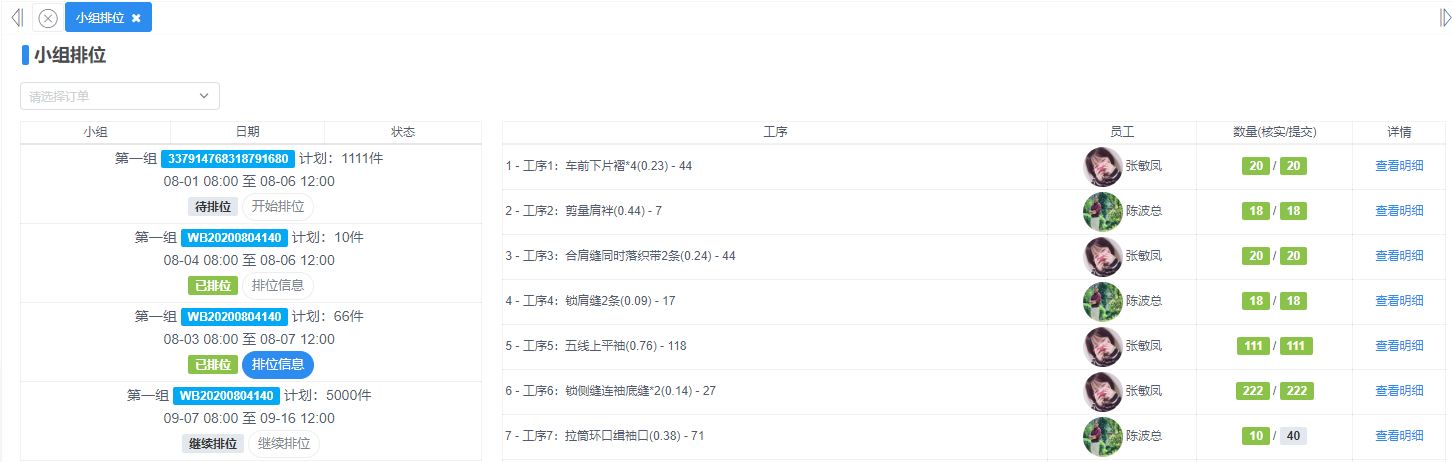 小组排位
小组排位
请选择订单
小组 日期 状态
第一组 337914768318791680 计划：1111件
08-01 08:00 至 08-06 12:00
待排位 开始排位
第一组 WB20200804140 计划：10件
08-04 08:00 至 08-06 12:00
已排位 排位信息
第一组 WB20200804140 计划：66件
08-03 08:00 至 08-07 12:00
已排位 排位信息
第一组 WB20200804140 计划：5000件
09-07 08:00 至 09-16 12:00
继续排位 继续排位
工序 员工 数量(核实/提交) 详情
1 - 工序1：车前下片褶*4(0.23) - 44 张敏凤 20 / 20 查看明细
2 - 工序2：剪量肩袢(0.44) - 7 陈波总 18 / 18 查看明细
3 - 工序3：合肩缝同时落织带2条(0.24) - 44 张敏凤 20 / 20 查看明细
4 - 工序4：锁肩缝2条(0.09) - 17 陈波总 18 / 18 查看明细
5 - 工序5：五线上平袖(0.76) - 118 张敏凤 111 / 111 查看明细
6 - 工序6：锁侧缝连袖底缝*2(0.14) - 27 张敏凤 222 / 222 查看明细
7 - 工序7：拉筒环口缉袖口(0.38) - 71 陈波总 10 / 40 查看明细